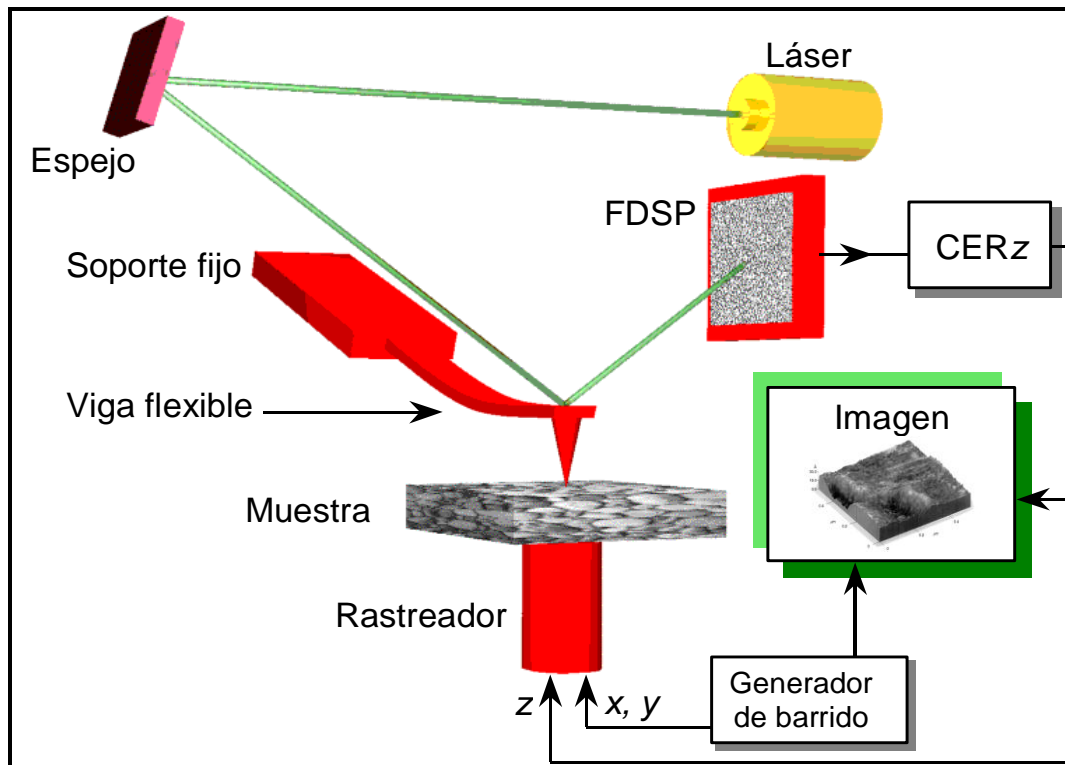 Láser
Espejo
FDSP
CERz
Soporte fijo
Viga flexible
Imagen
Muestra
Rastreador
z
x, y
Generador
de barrido